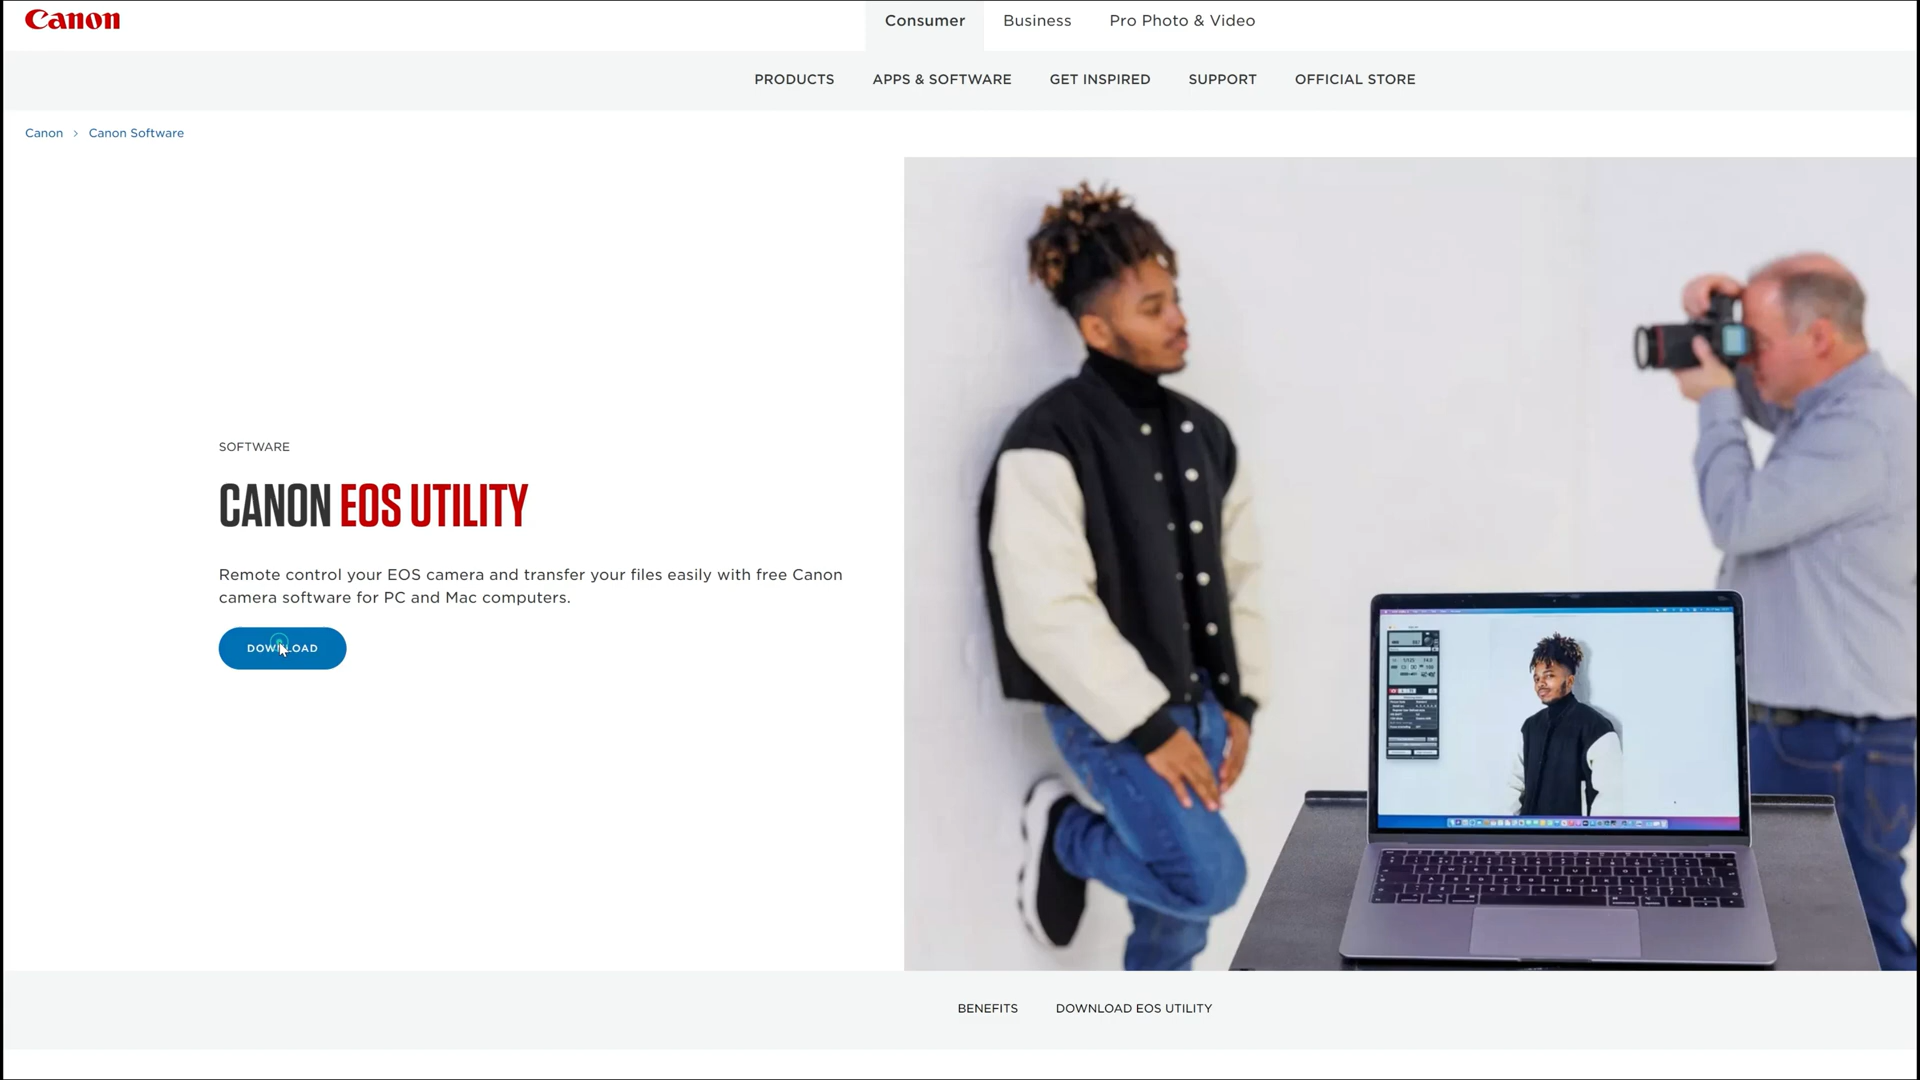 Canon
Consumer
Business
Pro Photo & Video
PRODUCTS
APPS & SOFTWARE
GET INSPIRED
SUPPORT
OFFICIAL STORE
Canon > Canon Software
SOFTWARE
CANON EOS UTILITY
Remote control your EOS camera and transfer your files easily with free Canon
camera software for PC and Mac computers.
DOWNLOAD
BENEFITS
DOWNLOAD EOS UTILITY